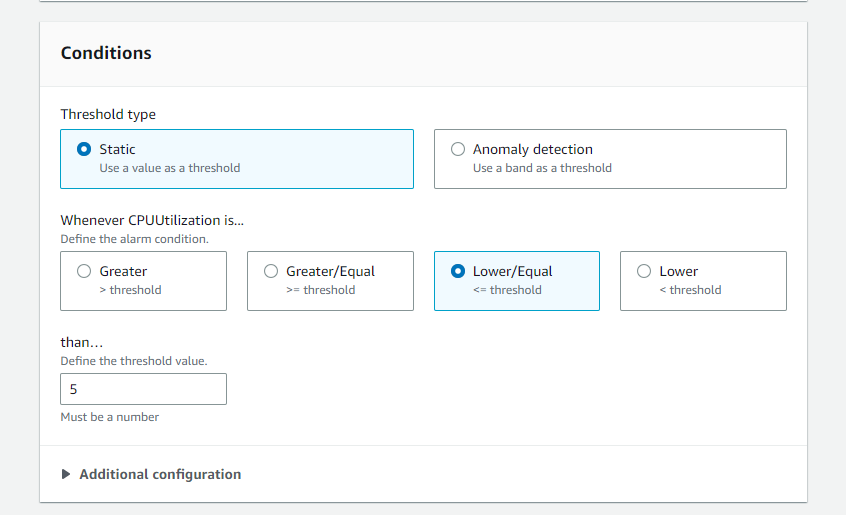 Conditions
Threshold type
Static
Use a value as a threshold
Anomaly detection
Use a band as a threshold
Whenever CPUUtilization is...
Define the alarm condition.
Greater
> threshold
Greater/Equal
>= threshold
Lower/Equal
<= threshold
Lower
< threshold
than...
Define the threshold value.
5
Must be a number
Additional configuration